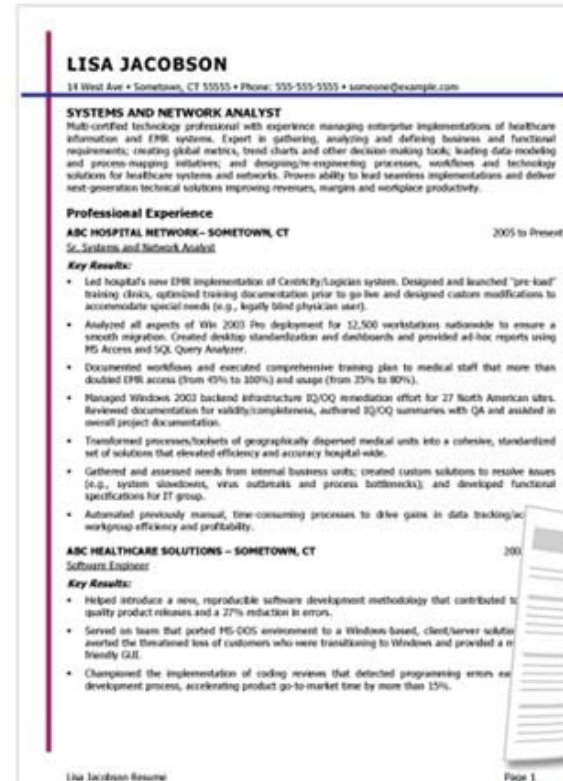 LISA JACOBSON
14 West Ave • Sometown, CT 55555 • Phone: 555-555-5555 • someone@example.com
SYSTEMS AND NETWORK ANALYST
Multi-certified technology professional with experience managing enterprise implementations of healthcare
information and EMR systems. Expert in gathering, analyzing and defining business and functional
requirements; creating global metrics, trend charts and other decision-making tools; leading data-modeling
and process-mapping initiatives; and designing/re-engineering processes, workflows and technology
solutions for healthcare systems and networks. Proven ability to lead seamless implementations and deliver
next-generation technical solutions improving revenues, margins and workplace productivity.
Professional Experience
ABC HOSPITAL NETWORK– SOMETOWN, CT 2005 to Present
Sr. Systems and Network Analyst
Key Results:
• Led hospital's new EMR implementation of Centricity/Logician system. Designed and launched "pre-load"
training clinics, optimized training documentation prior to go live and designed custom modifications to
accommodate special needs (e.g., legally blind physician user).
• Analyzed all aspects of Win 2003 Pro deployment for 12,500 workstations nationwide to ensure a
smooth migration. Created desktop standardization and dashboards and provided ad-hoc reports using
MS Access and SQL Query Analyzer.
• Documented workflows and executed comprehensive training plan to medical staff that more than
doubled EMR access (from 45% to 100%) and usage (from 35% to 80%).
• Managed Windows 2003 backend infrastructure IQ/OQ remediation effort for 27 North American sites.
Reviewed documentation for validity/completeness, authored IQ/OQ summaries with QA and assisted in
overall project documentation.
• Transformed processes/toolsets of geographically dispersed medical units into a cohesive, standardized
set of solutions that elevated efficiency and accuracy hospital-wide.
• Gathered and assessed needs from internal business units; created custom solutions to resolve issues
(e.g., system slowdowns, virus outbreaks and process bottlenecks); and developed functional
specifications for IT group.
• Automated previously manual, time-consuming processes to drive gains in data tracking/
workgroup efficiency and profitability.
ABC HEALTHCARE SOLUTIONS – SOMETOWN, CT 200
Software Engineer
Key Results:
• Helped introduce a new, reproducible software development methodology that contributed
quality product releases and a 27% reduction in errors.
• Served on team that ported MS-DOS environment to a Windows-based, client/server
averted the threatened loss of customers who were transitioning to Windows and provided a
friendly GUI.
• Championed the implementation of coding reviews that detected programming errors
development process, accelerating product go-to-market time by more than 15%.
Lisa Jacobson Resume Page 1